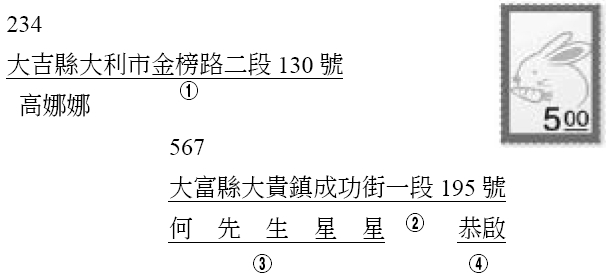 234
大吉縣大利市金榜路二段 130 號
①
高娜娜
500
567
大富縣大貴鎮成功街一段 195 號
②
何先生星星 恭啟
③ ④